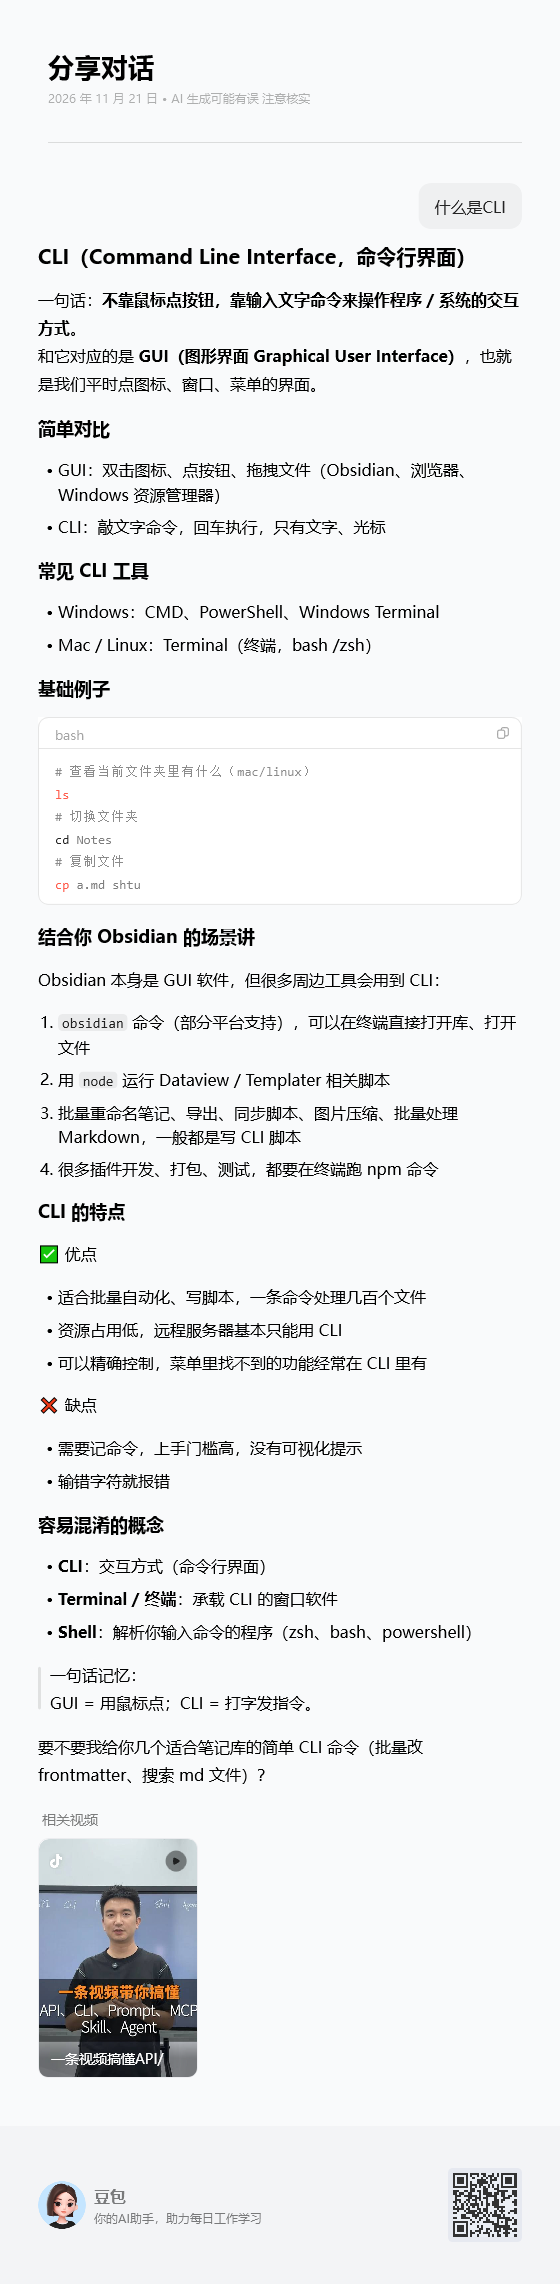 分享对话
2026 年 11 月 21 日 • AI 生成可能有误 注意核实
什么是CLI
CLI（Command Line Interface，命令行界面）
一句话：不靠鼠标点按钮，靠输入文字命令来操作程序 / 系统的交互
方式。
和它对应的是 GUI（图形界面 Graphical User Interface），也就
是我们平时点图标、窗口、菜单的界面。
简单对比
• GUI：双击图标、点按钮、拖拽文件（Obsidian、浏览器、
Windows 资源管理器）
• CLI：敲文字命令，回车执行，只有文字、光标
常见 CLI 工具
• Windows：CMD、PowerShell、Windows Terminal
• Mac / Linux：Terminal（终端，bash /zsh）
基础例子
bash
# 查看当前文件夹里有什么（mac/linux）
ls
# 切换文件夹
cd Notes
# 复制文件
cp a.md shtu
结合你 Obsidian 的场景讲
Obsidian 本身是 GUI 软件，但很多周边工具会用到 CLI：
1. obsidian 命令（部分平台支持），可以在终端直接打开库、打开
文件
2. 用 node 运行 Dataview / Templater 相关脚本
3. 批量重命名笔记、导出、同步脚本、图片压缩、批量处理
Markdown，一般都是写 CLI 脚本
4. 很多插件开发、打包、测试，都要在终端跑 npm 命令
CLI 的特点
✅ 优点
• 适合批量自动化、写脚本，一条命令处理几百个文件
• 资源占用低，远程服务器基本只能用 CLI
• 可以精确控制，菜单里找不到的功能经常在 CLI 里有
❌ 缺点
• 需要记命令，上手门槛高，没有可视化提示
• 输错字符就报错
容易混淆的概念
• CLI：交互方式（命令行界面）
• Terminal / 终端：承载 CLI 的窗口软件
• Shell：解析你输入命令的程序（zsh、bash、powershell）
一句话记忆：
GUI = 用鼠标点；CLI = 打字发指令。
要不要我给你几个适合笔记库的简单 CLI 命令（批量改
frontmatter、搜索 md 文件）？
相关视频
一条视频带你搞懂
API、CLI、Prompt、MCP
Skill、Agent
一条视频搞懂API/
豆包
你的AI助手，助力每日工作学习